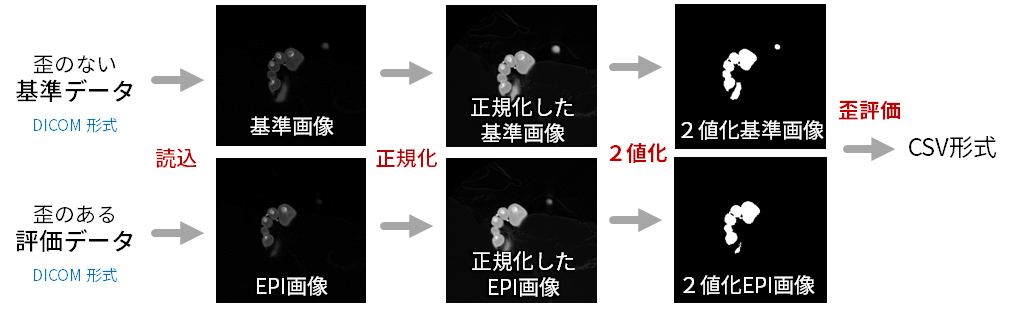 歪のない
基準データ
DICOM 形式
基準画像
正規化した
基準画像
２値化基準画像
歪評価
CSV形式
読込
正規化
２値化
歪のある
評価データ
DICOM 形式
EPI画像
正規化した
EPI画像
２値化EPI画像